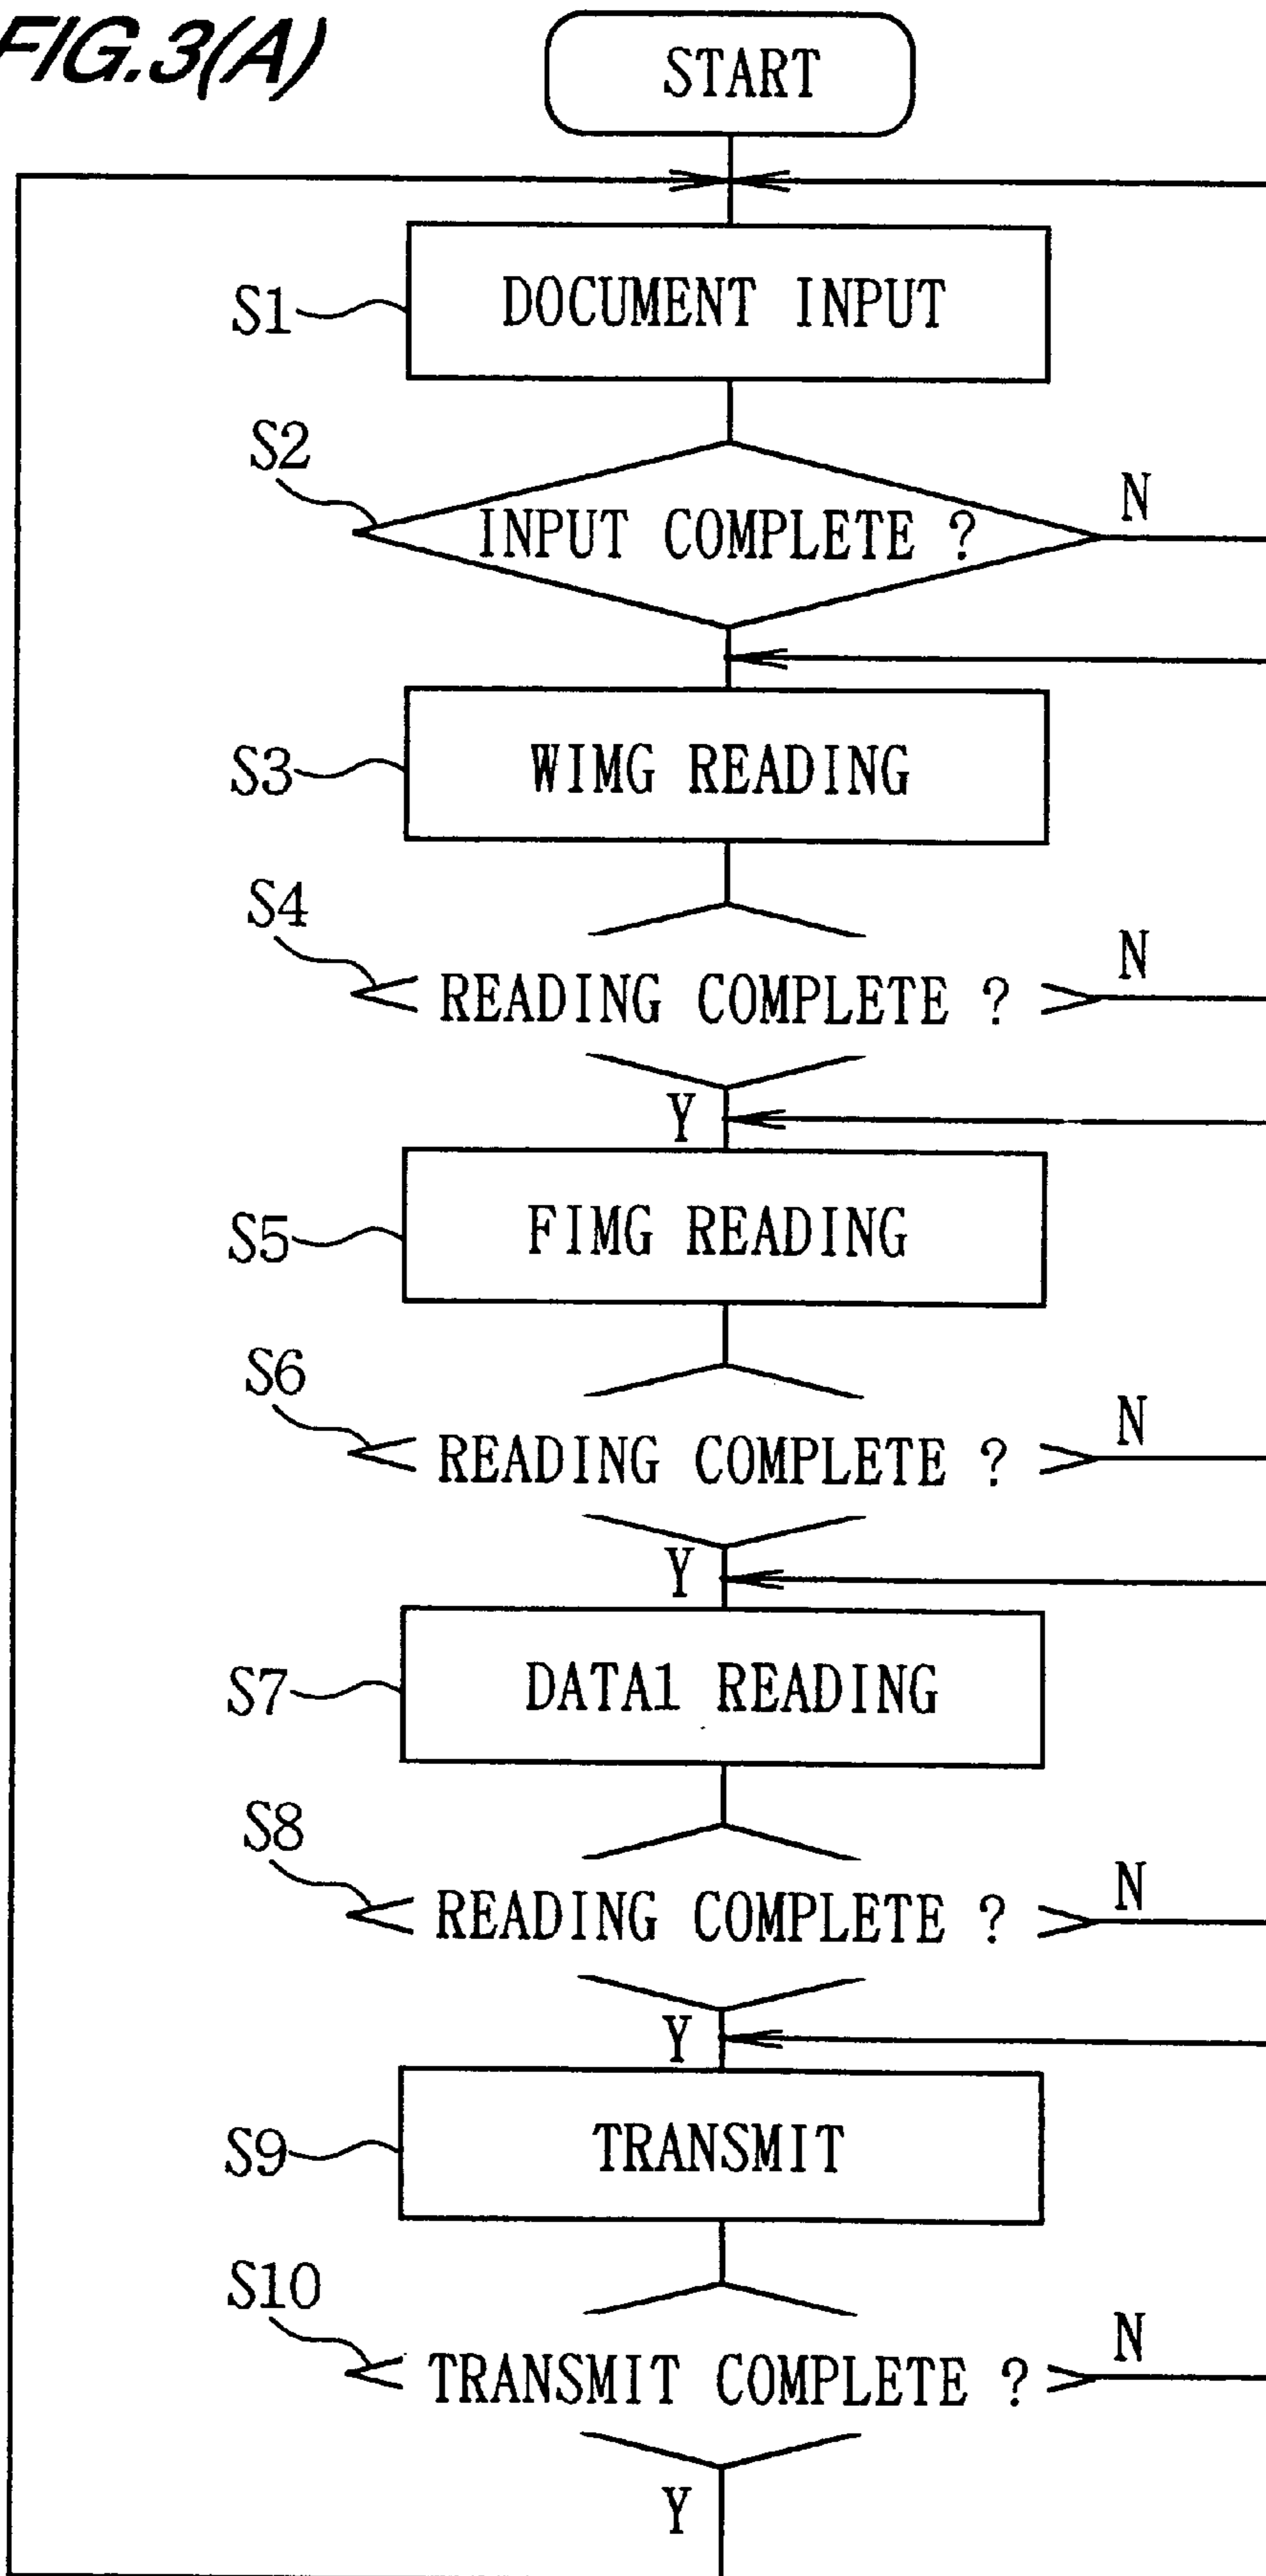 FIG.3(A)
START
S1
DOCUMENT INPUT
S2
INPUT COMPLETE ?
N
S3
WIMG READING
S4
READING COMPLETE ?
N
Y
S5
FIMG READING
S6
READING COMPLETE ?
N
Y
S7
DATA1 READING
S8
READING COMPLETE ?
N
Y
S9
TRANSMIT
S10
TRANSMIT COMPLETE ?
N
Y